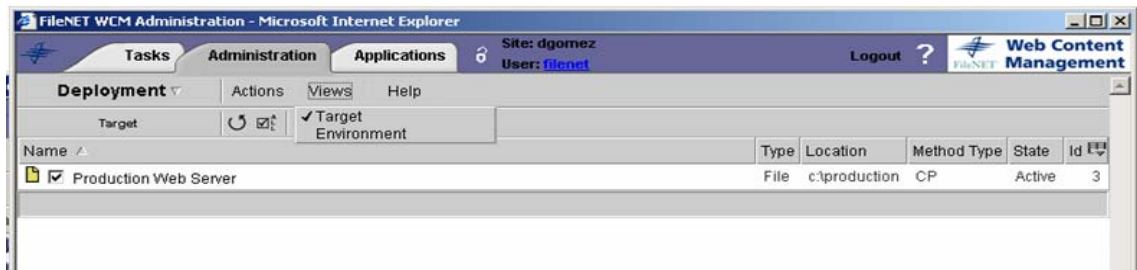 FileNET WCM Administration - Microsoft Internet Explorer
Tasks Administration Applications Site: dgomez User: filenet Logout ? FileNET Web Content Management
Deployment Actions Views Help
Target
Target
Environment
Name Type Location Method Type State Id
Production Web Server File c:\production CP Active 3